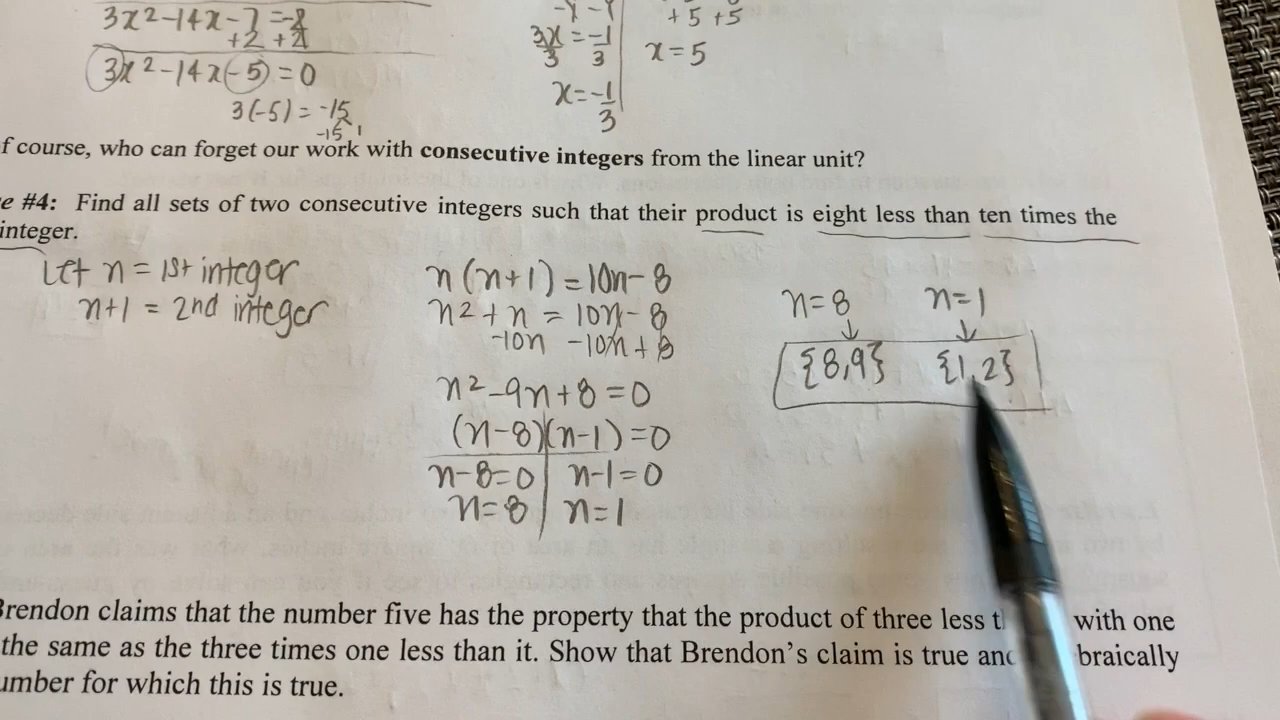 3x²-14x-7=-2
+2 +2
3x²-14x-5=0
3(-5)=-15
-15 1
3x = -1
3 3
x=-1/3
+5 +5
x=5
f course, who can forget our work with consecutive integers from the linear unit?
e #4: Find all sets of two consecutive integers such that their product is eight less than ten times the
integer.
Let n = 1st integer
n+1 = 2nd integer
n(n+1)=10n-8
n²+n = 10n-8
-10n -10n+8
n²-9n+8=0
(n-8)(n-1)=0
n-8=0 n-1=0
n=8 n=1
n=8 n=1
{8,9} {1,2}
Brendon claims that the number five has the property that the product of three less with one
the same as the three times one less than it. Show that Brendon's claim is true
umber for which this is true.